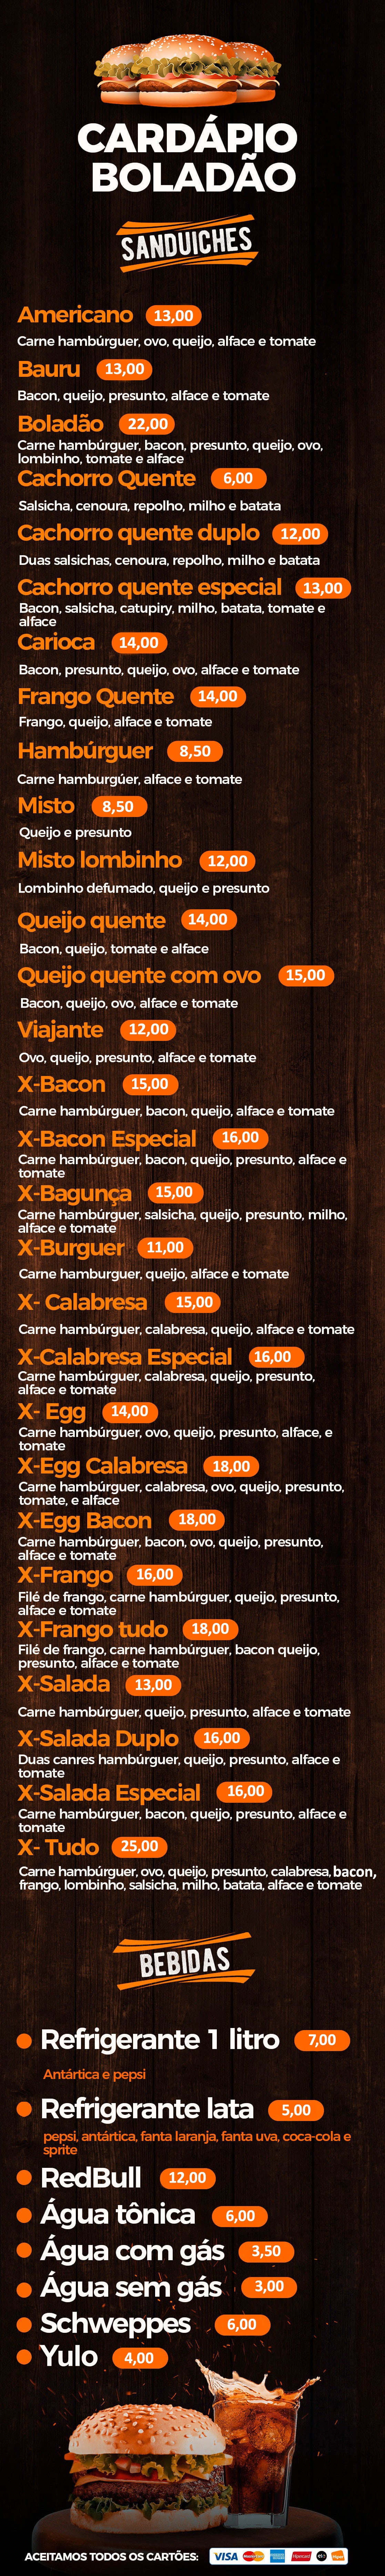 CARDÁPIO
BOLADÃO
SANDUICHES
Americano 13,00
Carne hambúrguer, ovo, queijo, alface e tomate
Bauru 13,00
Bacon, queijo, presunto, alface e tomate
Boladão 22,00
Carne hambúrguer, bacon, presunto, queijo, ovo,
lombinho, tomate e alface
Cachorro Quente 6,00
Salsicha, cenoura, repolho, milho e batata
Cachorro quente duplo 12,00
Duas salsichas, cenoura, repolho, milho e batata
Cachorro quente especial 13,00
Bacon, salsicha, catupiry, milho, batata, tomate e
alface
Carioca 14,00
Bacon, presunto, queijo, ovo, alface e tomate
Frango Quente 14,00
Frango, queijo, alface e tomate
Hambúrguer 8,50
Carne hamburgúer, alface e tomate
Misto 8,50
Queijo e presunto
Misto lombinho 12,00
Lombinho defumado, queijo e presunto
Queijo quente 14,00
Bacon, queijo, tomate e alface
Queijo quente com ovo 15,00
Bacon, queijo, ovo, alface e tomate
Viajante 12,00
Ovo, queijo, presunto, alface e tomate
X-Bacon 15,00
Carne hambúrguer, bacon, queijo, alface e tomate
X-Bacon Especial 16,00
Carne hambúrguer, bacon, queijo, presunto, alface e
tomate
X-Bagunça 15,00
Carne hambúrguer, salsicha, queijo, presunto, milho,
alface e tomate
X-Burguer 11,00
Carne hamburguer, queijo, alface e tomate
X- Calabresa 15,00
Carne hambúrguer, calabresa, queijo, alface e tomate
X-Calabresa Especial 16,00
Carne hambúrguer, calabresa, queijo, presunto,
alface e tomate
X- Egg 14,00
Carne hambúrguer, ovo, queijo, presunto, alface, e
tomate
X-Egg Calabresa 18,00
Carne hambúrguer, calabresa, ovo, queijo, presunto,
tomate, e alface
X-Egg Bacon 18,00
Carne hambúrguer, bacon, ovo, queijo, presunto,
alface e tomate
X-Frango 16,00
Filé de frango, carne hambúrguer, queijo, presunto,
alface e tomate
X-Frango tudo 18,00
Filé de frango, carne hambúrguer, bacon queijo,
presunto, alface e tomate
X-Salada 13,00
Carne hambúrguer, queijo, presunto, alface e tomate
X-Salada Duplo 16,00
Duas canres hambúrguer, queijo, presunto, alface e
tomate
X-Salada Especial 16,00
Carne hambúrguer, bacon, queijo, presunto, alface e
tomate
X- Tudo 25,00
Carne hambúrguer, ovo, queijo, presunto, calabresa, bacon,
frango, lombinho, salsicha, milho, batata, alface e tomate
BEBIDAS
Refrigerante 1 litro 7,00
Antártica e pepsi
Refrigerante lata 5,00
pepsi, antártica, fanta laranja, fanta uva, coca-cola e
sprite
RedBull 12,00
Água tônica 6,00
Água com gás 3,50
Água sem gás 3,00
Schweppes 6,00
Yulo 4,00
ACEITAMOS TODOS OS CARTÕES: VISA